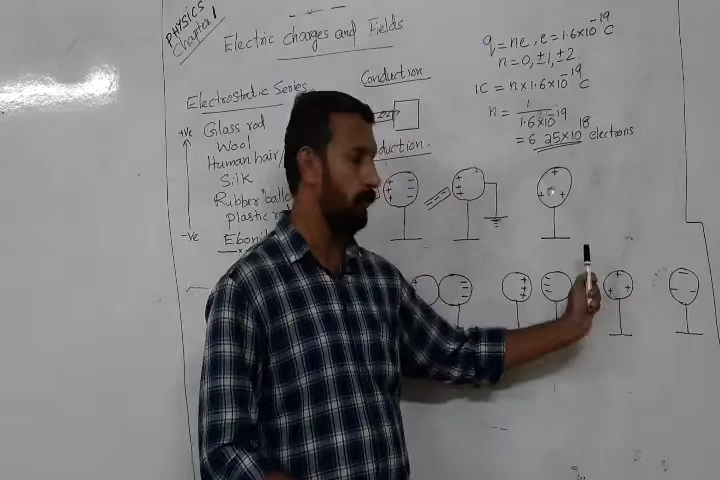 PHYSICS
Chapter 1
Electric charges and Fields
Electrostatic Series
+ve
Glass rod
Wool
Human hair
Silk
Rubber
plastic
-ve
Conduction
duction.
q = ne, e = 1.6×10⁻¹⁹ C
n = 0, ±1, ±2
1C = n×1.6×10⁻¹⁹ C
n = 1/1.6×10⁻¹⁹
= 6.25×10¹⁸ electrons